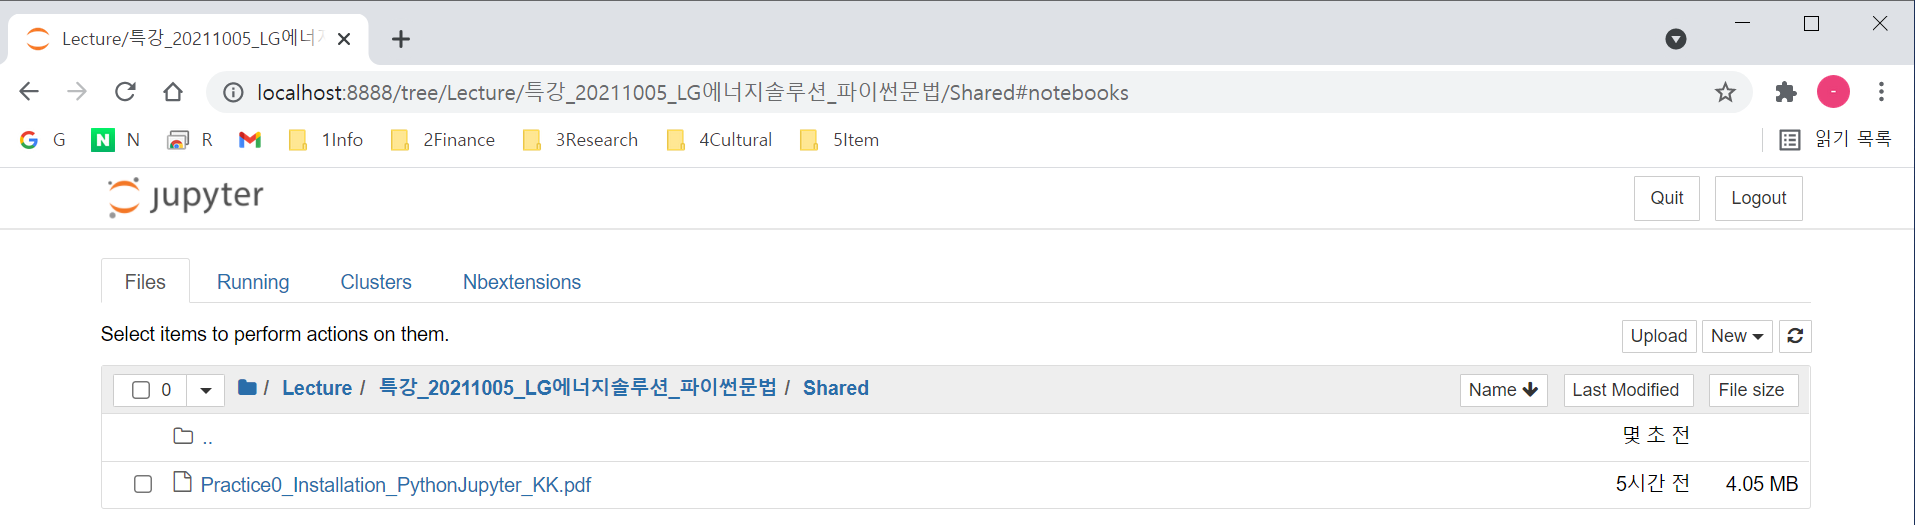 Lecture/특강_20211005_LG에너지
localhost:8888/tree/Lecture/특강_20211005_LG에너지솔루션_파이썬문법/Shared#notebooks
G N R 1Info 2Finance 3Research 4Cultural 5Item 읽기 목록
jupyter Quit Logout
Files Running Clusters Nbextensions
Select items to perform actions on them. Upload New
0 / Lecture / 특강_20211005_LG에너지솔루션_파이썬문법 / Shared Name Last Modified File size
.. 몇 초 전
Practice0_Installation_PythonJupyter_KK.pdf 5시간 전 4.05 MB